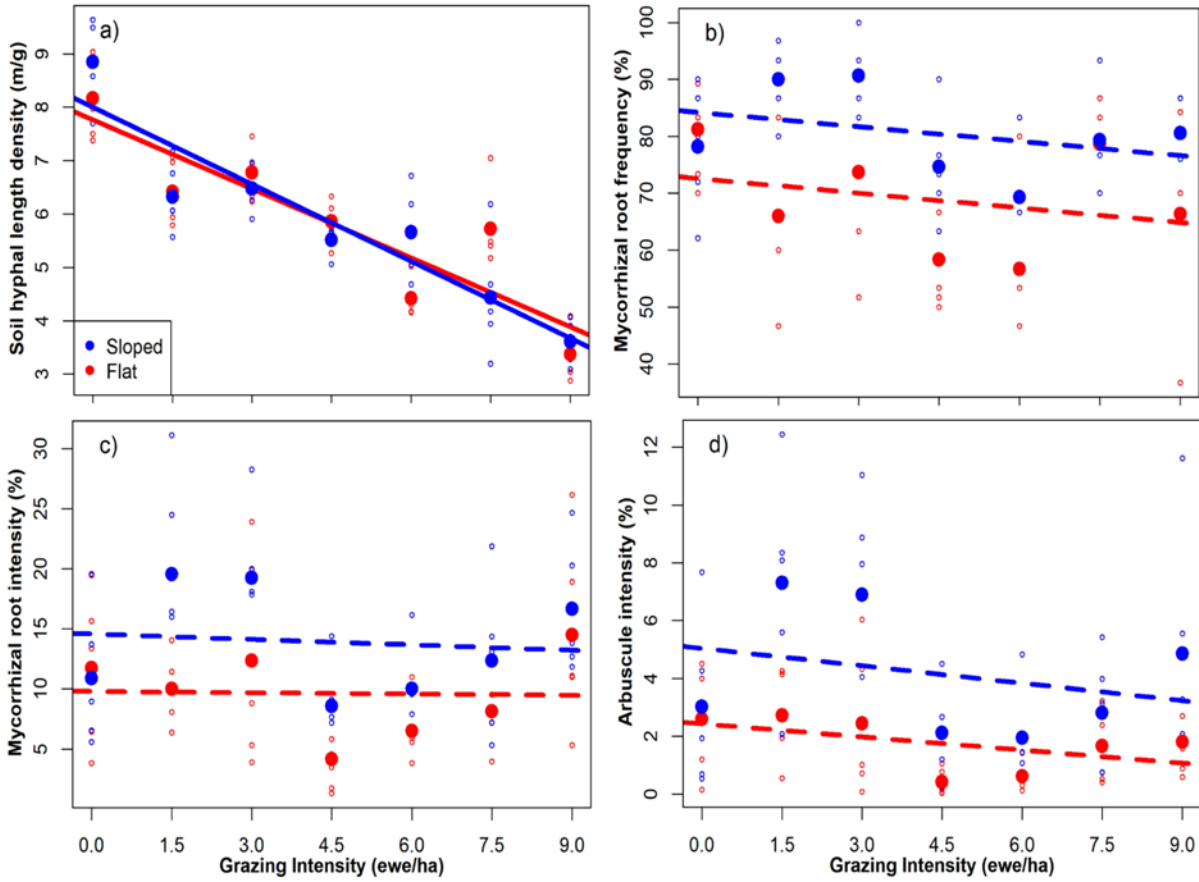 a)
Soil hyphal length density (m/g)
9
8
7
6
5
4
3
Sloped
Flat
b)
Mycorrhizal root frequency (%)
100
90
80
70
60
50
40
c)
Mycorrhizal root intensity (%)
30
25
20
15
10
5
0.0 1.5 3.0 4.5 6.0 7.5 9.0
Grazing Intensity (ewe/ha)
d)
Arbuscule intensity (%)
12
10
8
6
4
2
0
0.0 1.5 3.0 4.5 6.0 7.5 9.0
Grazing Intensity (ewe/ha)